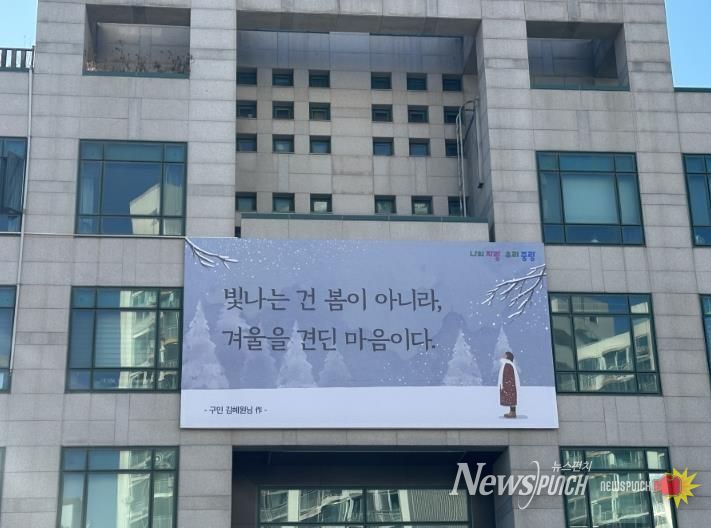 나의 자랑 우리 중랑
빛나는 건 봄이 아니라,
겨울을 견딘 마음이다.
- 구민 김혜원님 作 -
뉴스펀치
NewsPUNCH newspunch